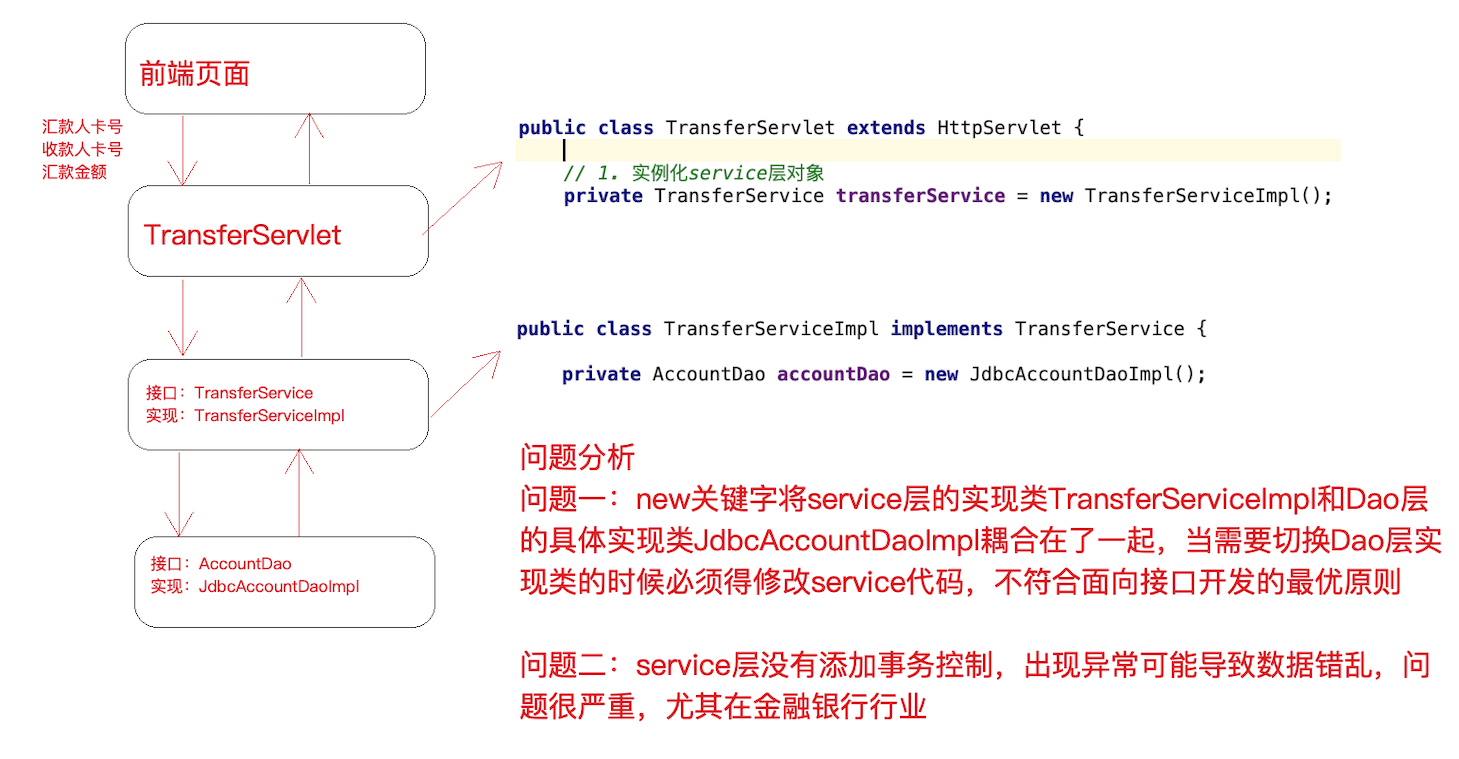 前端页面
汇款人卡号
收款人卡号
汇款金额
TransferServlet
接口：TransferService
实现：TransferServiceImpl
接口：AccountDao
实现：JdbcAccountDaoImpl
public class TransferServlet extends HttpServlet {
// 1. 实例化service层对象
private TransferService transferService = new TransferServiceImpl();
public class TransferServiceImpl implements TransferService {
private AccountDao accountDao = new JdbcAccountDaoImpl();
问题分析
问题一：new关键字将service层的实现类TransferServiceImpl和Dao层
的具体实现类JdbcAccountDaoImpl耦合在了一起，当需要切换Dao层实
现类的时候必须得修改service代码，不符合面向接口开发的最优原则
问题二：service层没有添加事务控制，出现异常可能导致数据错乱，问
题很严重，尤其在金融银行行业